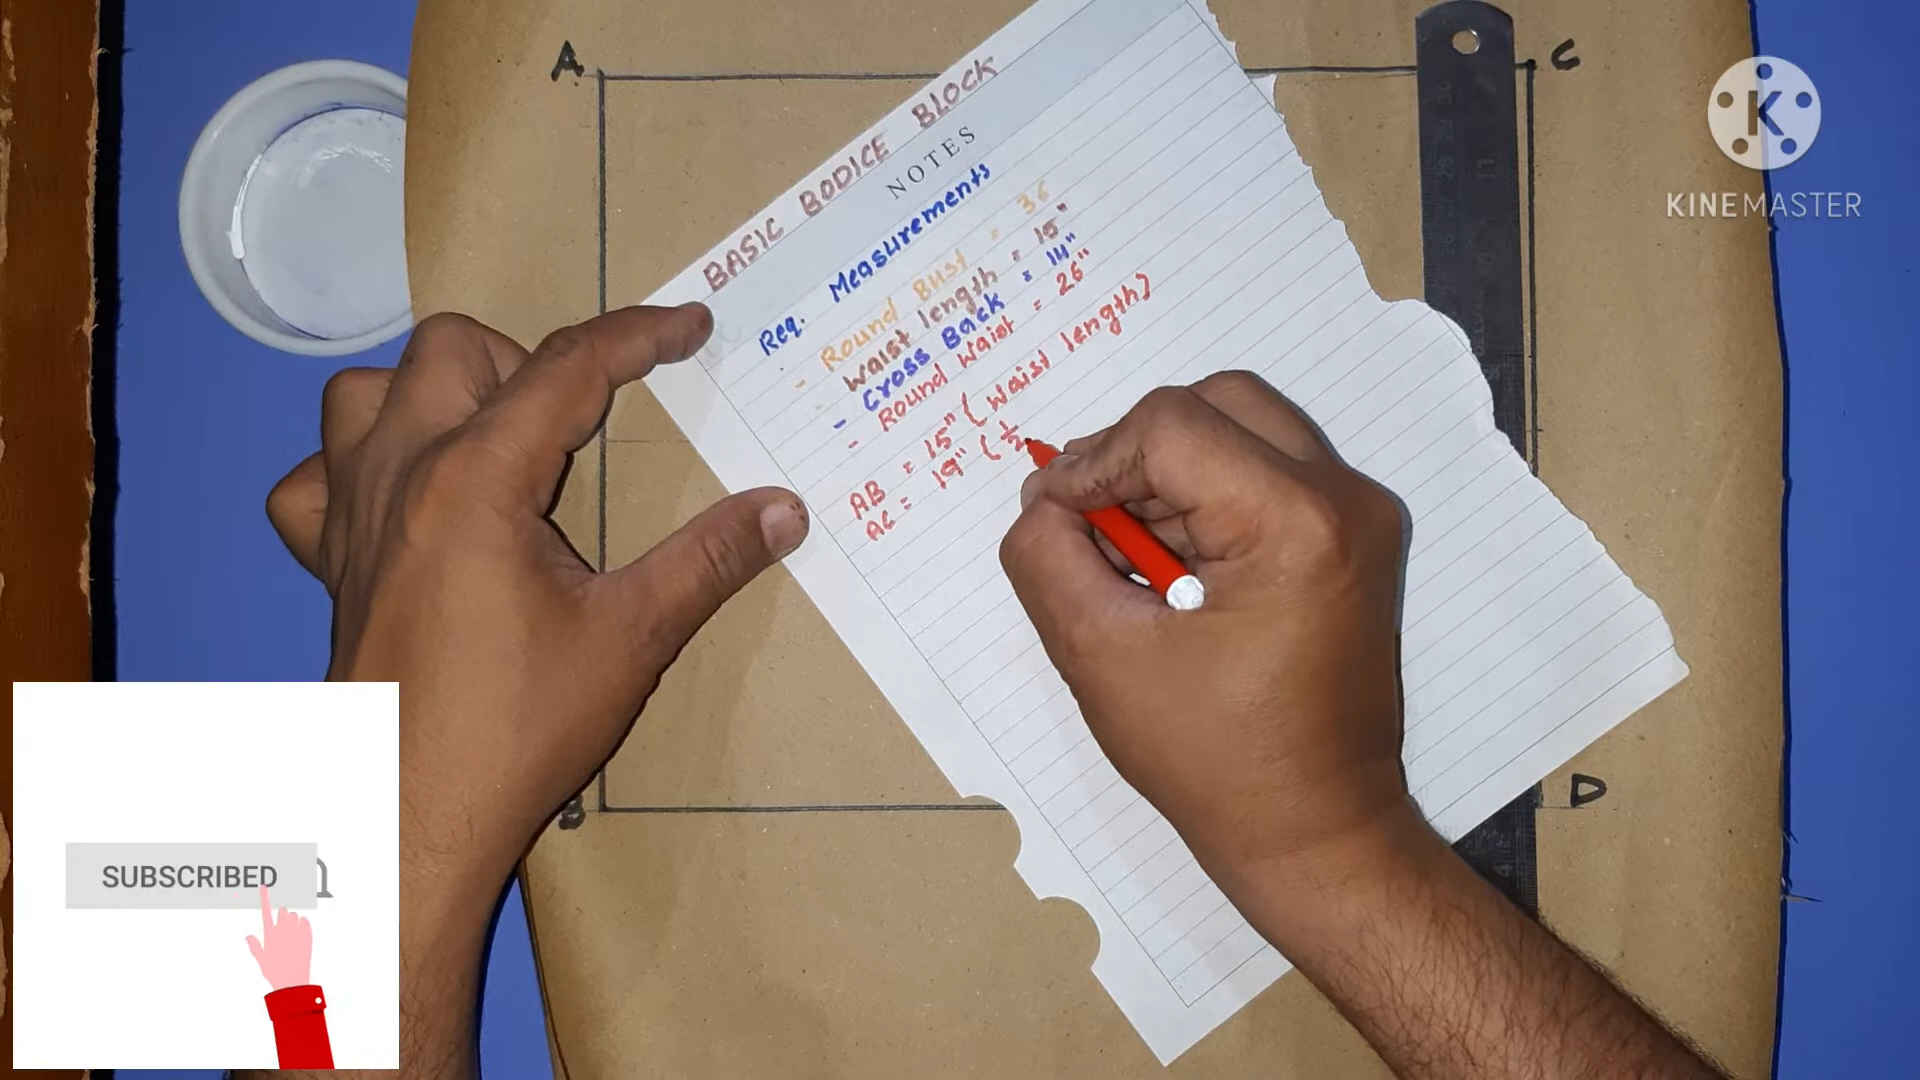 A
C
BASIC BODICE BLOCK
NOTES
Req. Measurements
- Round Bust = 36
- Waist length = 15"
- Cross Back = 14"
- Round Waist = 26"
AB = 15" (Waist length)
AC = 19" (1/2
B
D
K
KINEMASTER
SUBSCRIBED